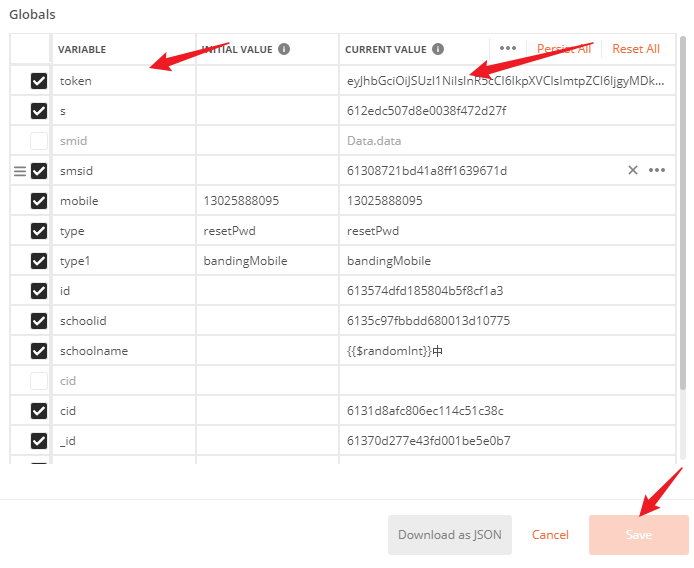 Globals
VARIABLE INITIAL VALUE CURRENT VALUE Persist All Reset All
token
s 612edc507d8e0038f472d27f
smid Data.data
smsid 61308721bd41a8ff1639671d
mobile 13025888095 13025888095
type resetPwd resetPwd
type1 bandingMobile bandingMobile
id 613574dfd185804b5f8cf1a3
schoolid 6135c97fbbdd680013d10775
schoolname {{$randomInt}}中
cid
cid 6131d8afc806ec114c51c38c
_id 61370d277e43fd001be5e0b7
Download as JSON Cancel Save